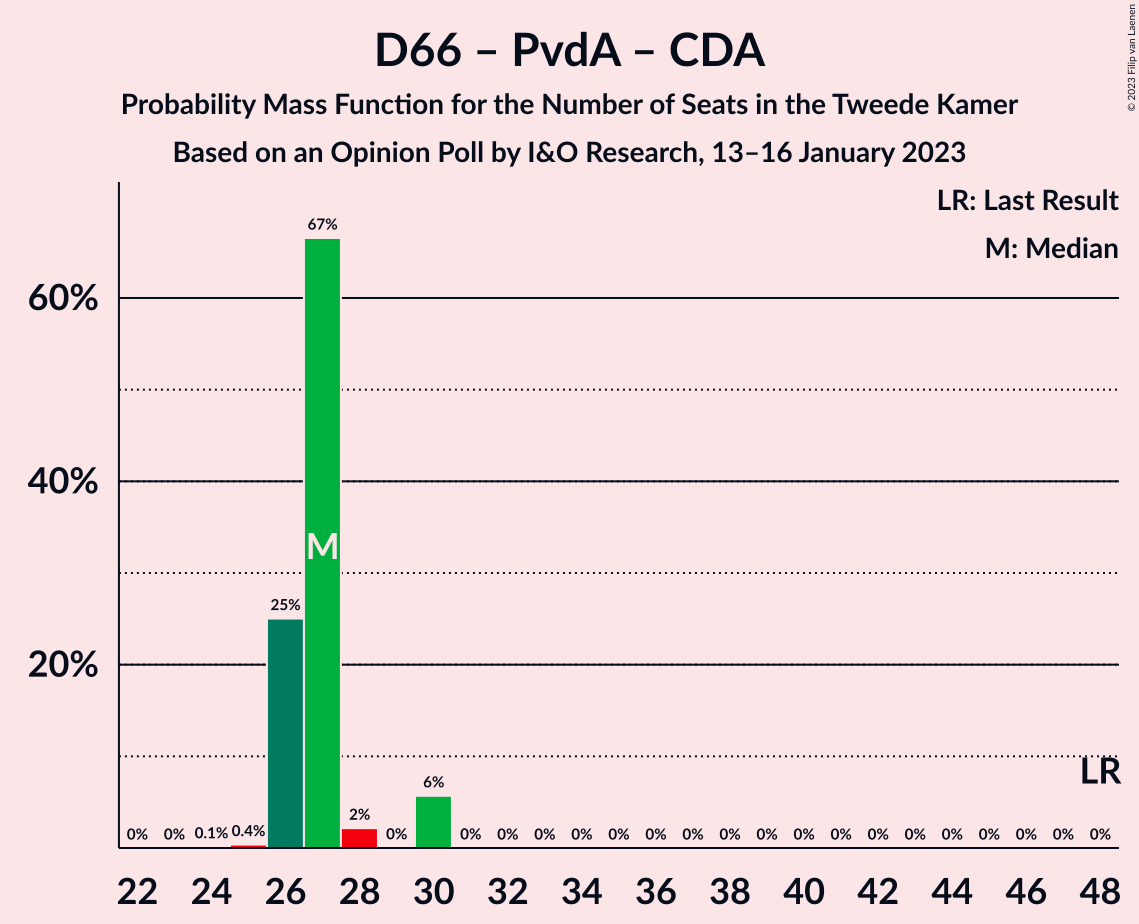 D66 – PvdA – CDA
Probability Mass Function for the Number of Seats in the Tweede Kamer
Based on an Opinion Poll by I&O Research, 13–16 January 2023
© 2023 Filip van Laenen
LR: Last Result
M: Median
67%
60%
40%
M
25%
20%
LR
6%
2%
0% 0% 0.1% 0.4% 0% 0% 0% 0% 0% 0% 0% 0% 0% 0% 0% 0% 0% 0% 0% 0% 0% 0%
22 24 26 28 30 32 34 36 38 40 42 44 46 48